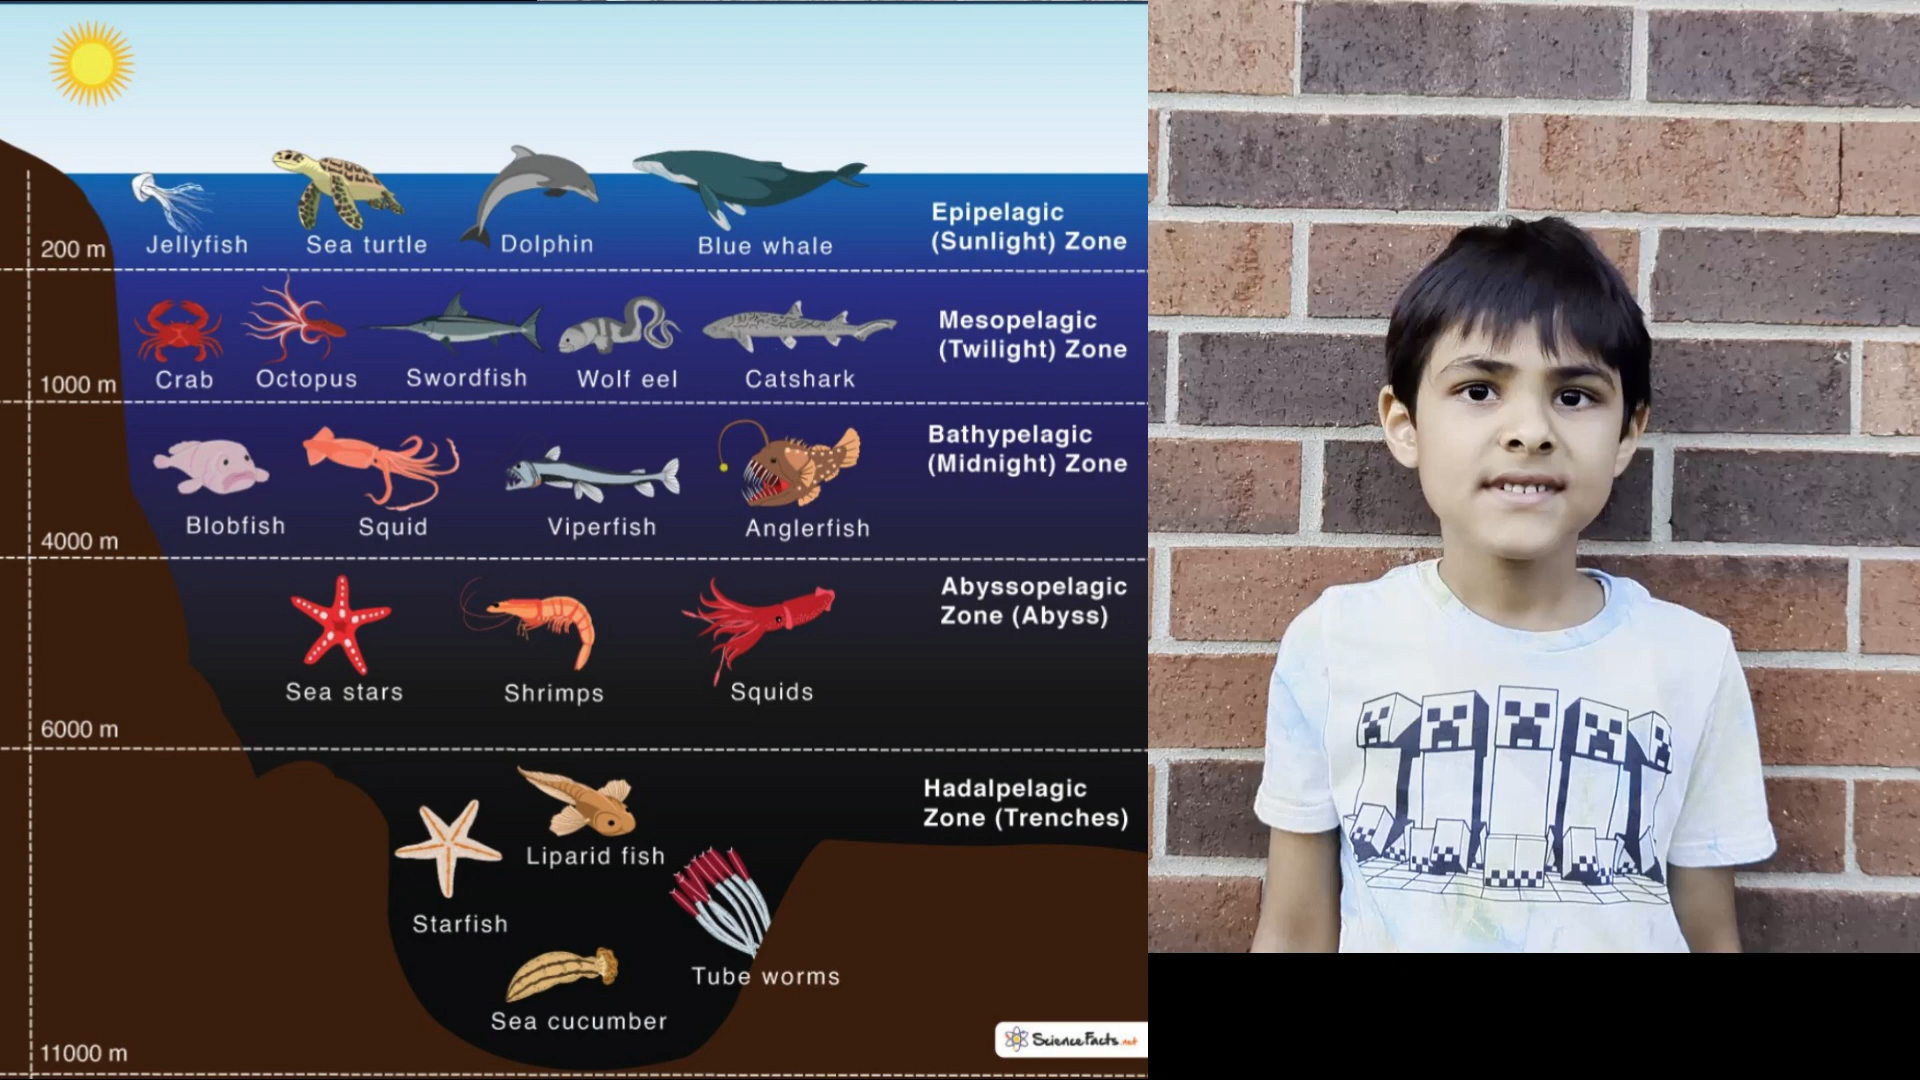 Jellyfish
Sea turtle
Dolphin
Blue whale
Epipelagic
(Sunlight) Zone
200 m
Crab
Octopus
Swordfish
Wolf eel
Catshark
Mesopelagic
(Twilight) Zone
1000 m
Blobfish
Squid
Viperfish
Anglerfish
Bathypelagic
(Midnight) Zone
4000 m
Sea stars
Shrimps
Squids
Abyssopelagic
Zone (Abyss)
6000 m
Liparid fish
Starfish
Tube worms
Sea cucumber
Hadalpelagic
Zone (Trenches)
11000 m
ScienceFacts.net